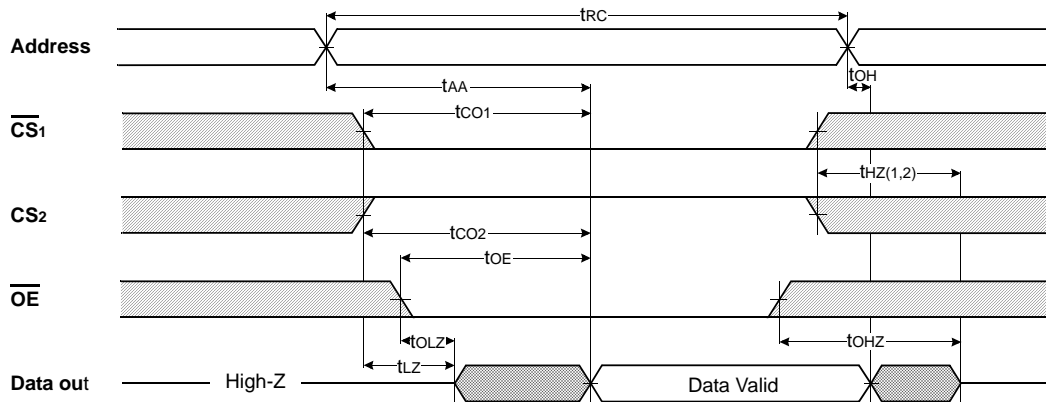 tRC
Address
tOH
tAA
tCO1
CS1
tHZ(1,2)
CS2
tCO2
tOE
OE
tOLZ
tOHZ
tLZ
Data out
High-Z
Data Valid